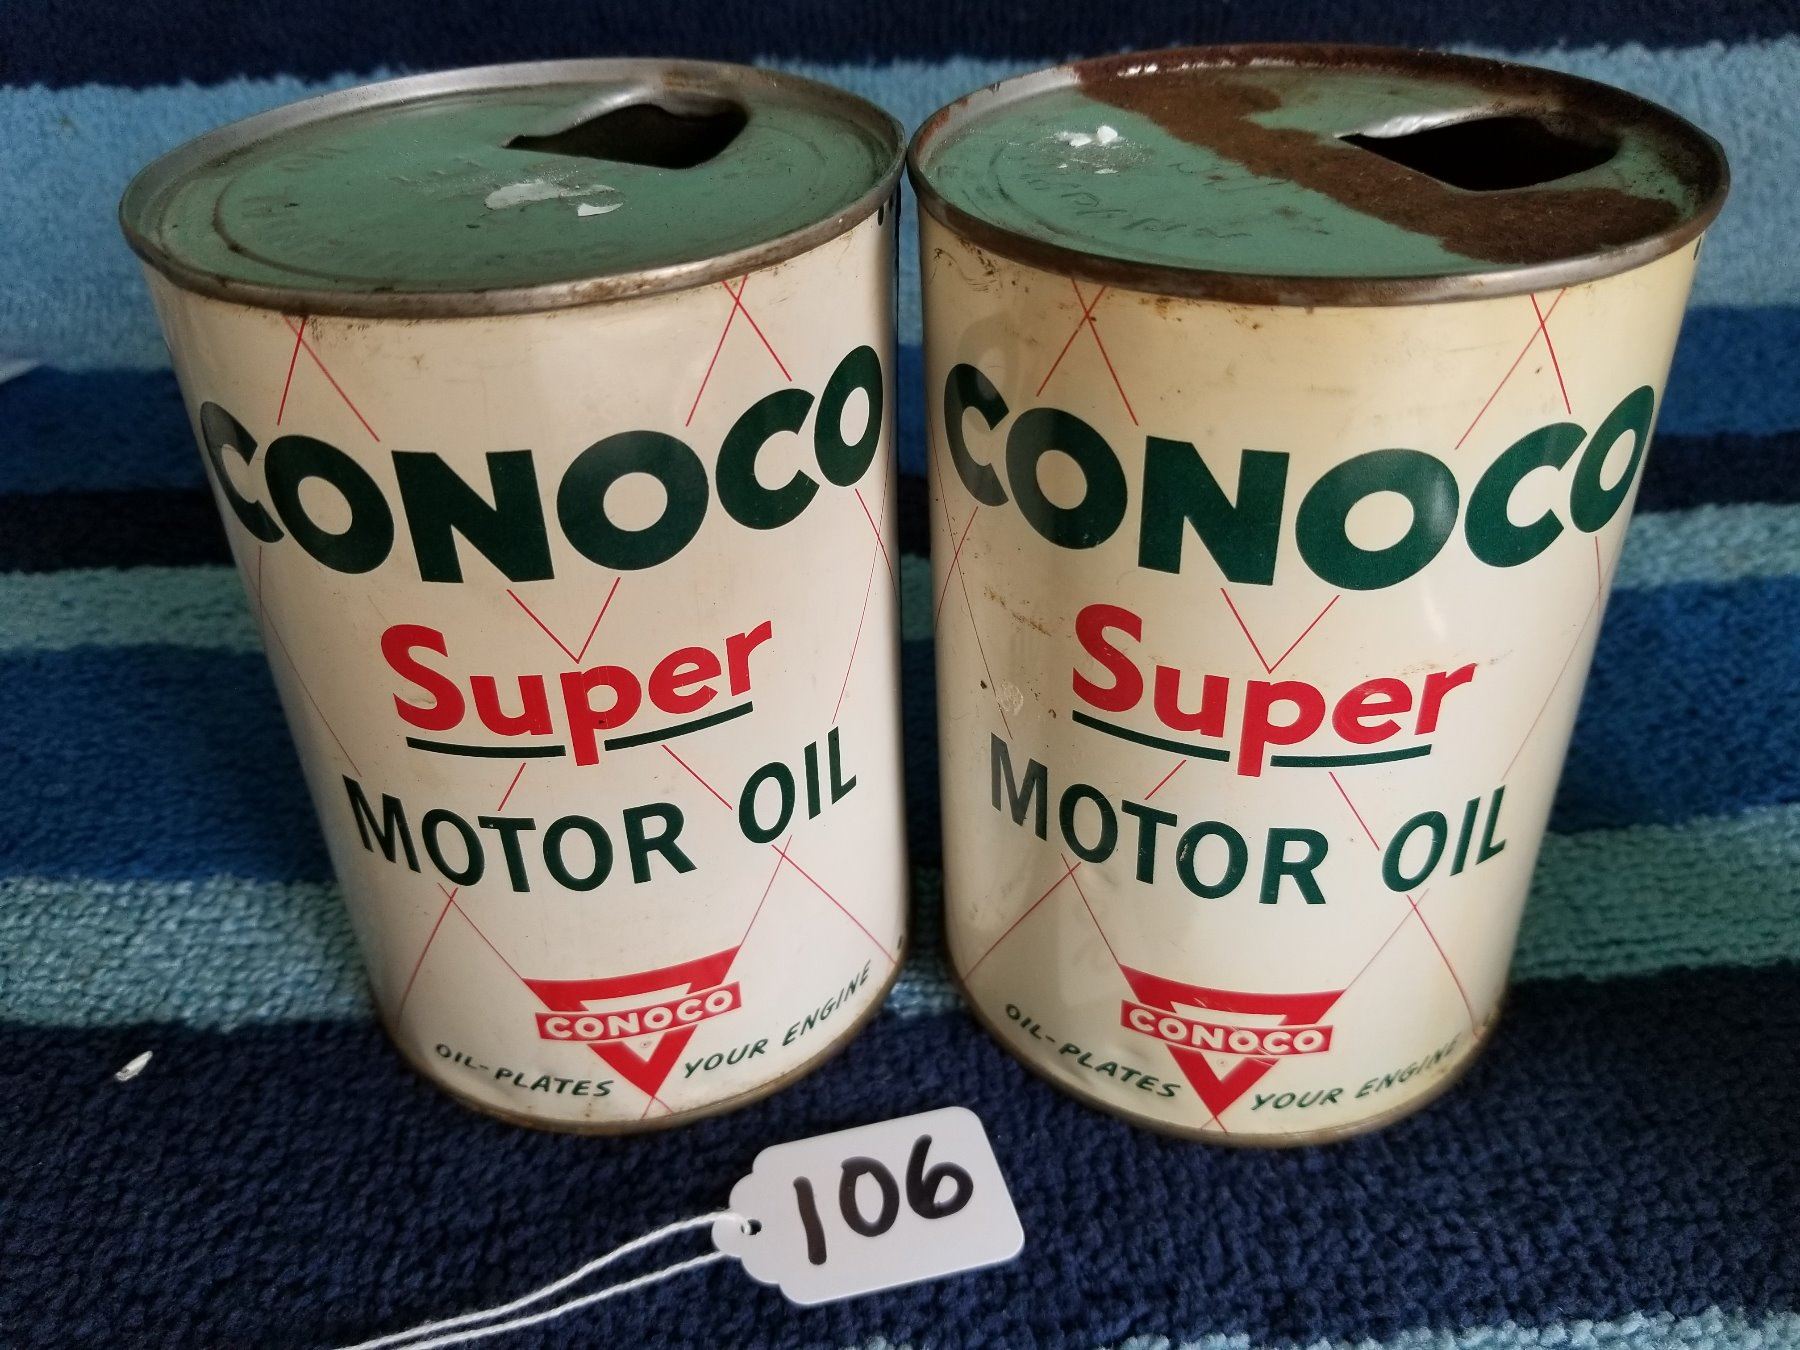 CONOCO
Super
MOTOR OIL
CONOCO
OIL-PLATES YOUR ENGINE
CONOCO
Super
MOTOR OIL
CONOCO
OIL-PLATES YOUR ENGINE
106